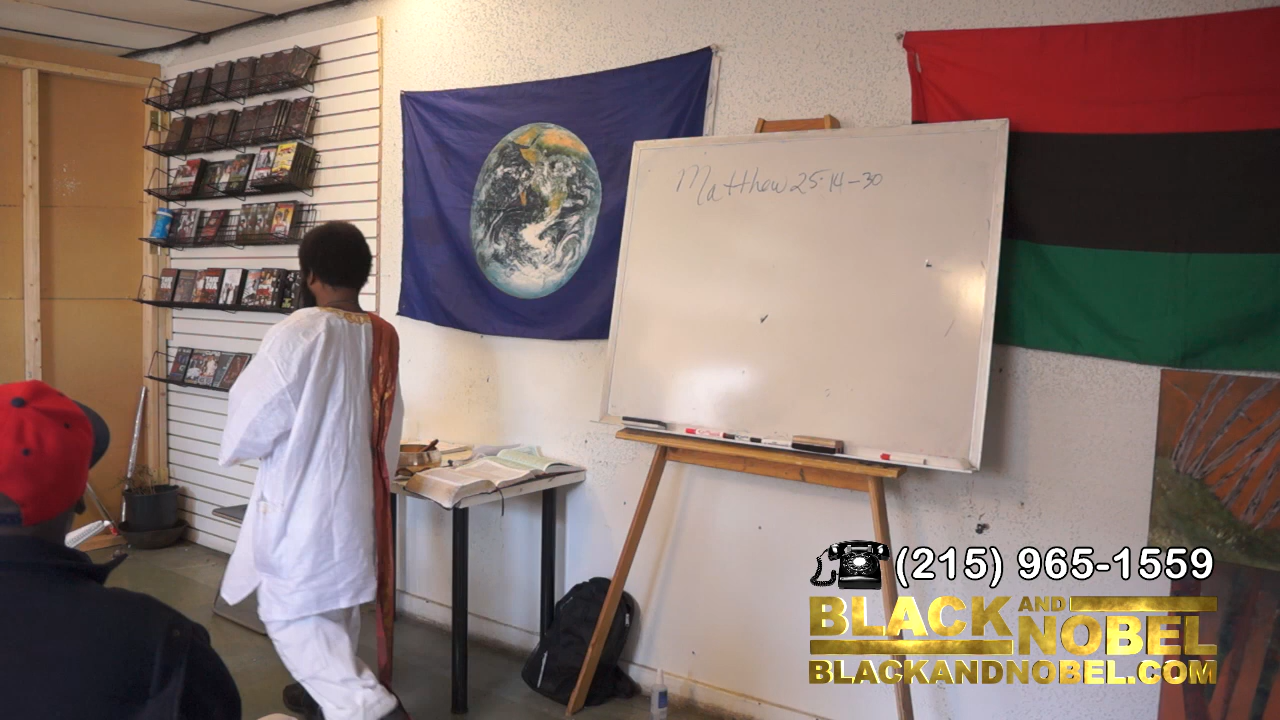 Matthew 25:14-30
(215) 965-1559
BLACK AND NOBEL
BLACKANDNOBEL.COM